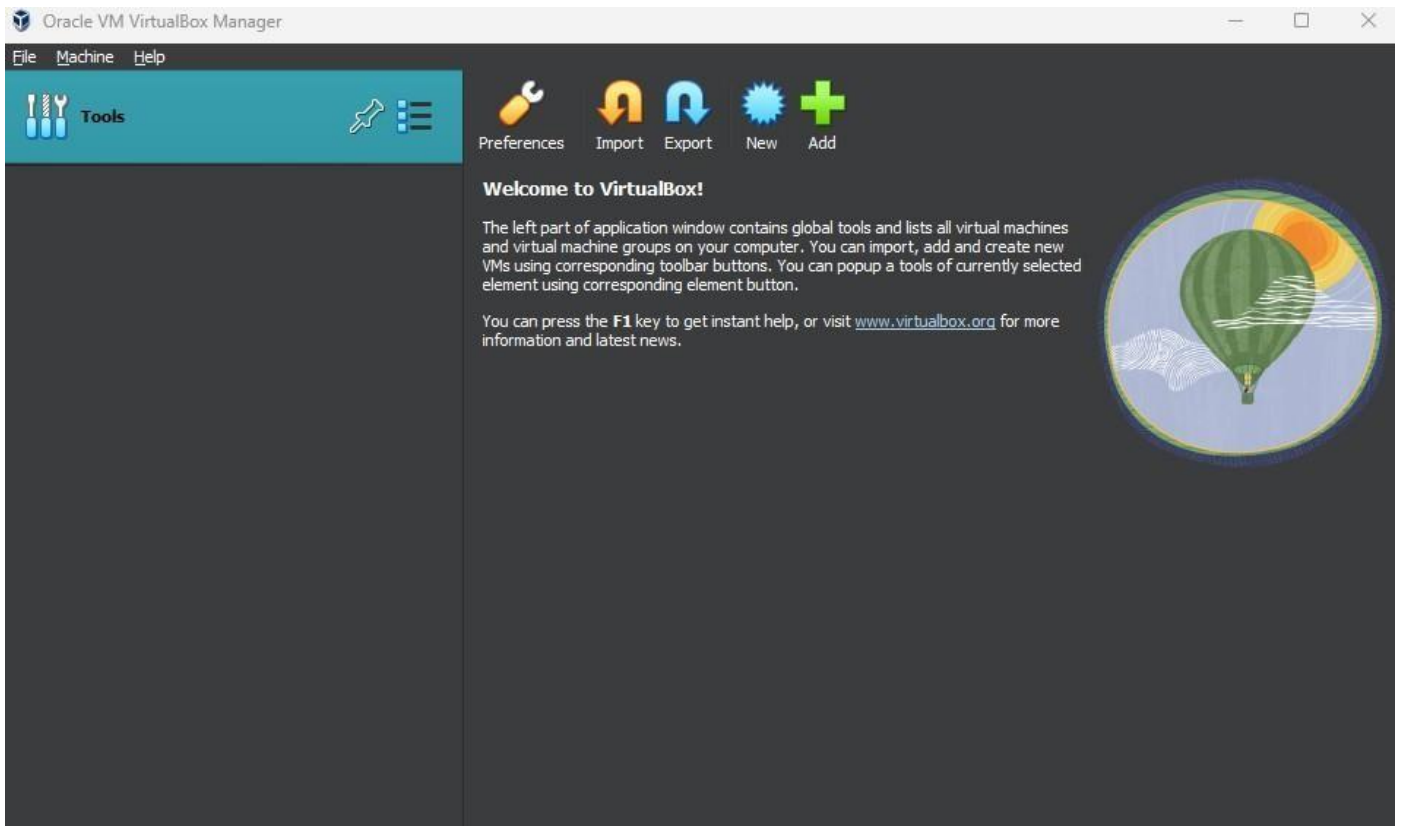 Oracle VM VirtualBox Manager
File Machine Help
Tools
Preferences Import Export New Add
Welcome to VirtualBox!
The left part of application window contains global tools and lists all virtual machines
and virtual machine groups on your computer. You can import, add and create new
VMs using corresponding toolbar buttons. You can popup a tools of currently selected
element using corresponding element button.
You can press the F1 key to get instant help, or visit www.virtualbox.org for more
information and latest news.